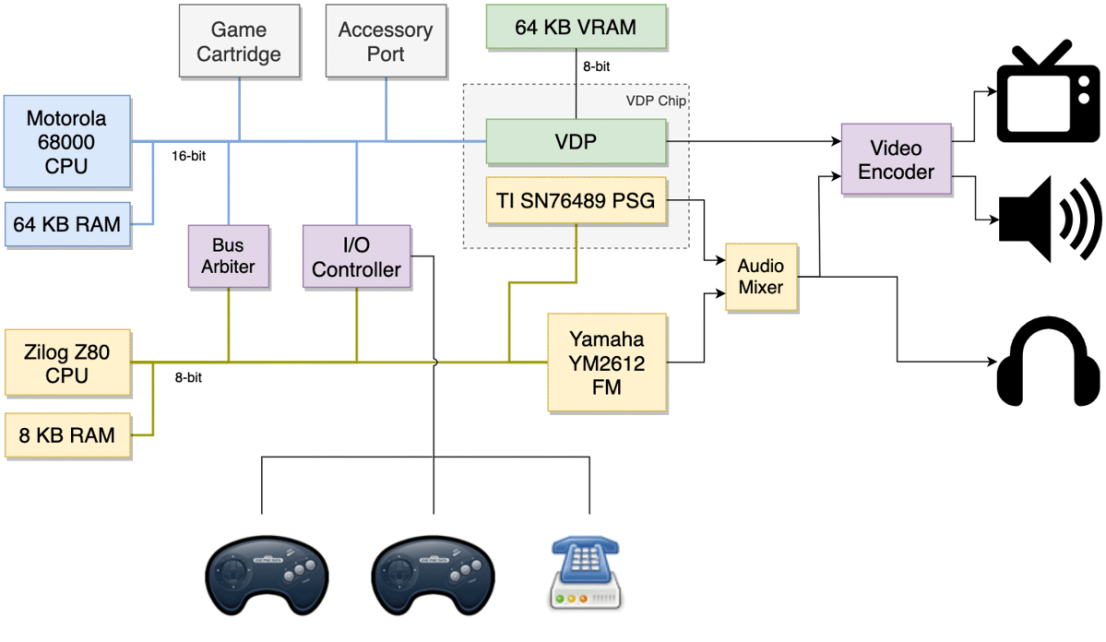 Game
Cartridge
Accessory
Port
64 KB VRAM
8-bit
VDP Chip
Motorola
68000
CPU
16-bit
VDP
Video
Encoder
64 KB RAM
TI SN76489 PSG
Bus
Arbiter
I/O
Controller
Audio
Mixer
Zilog Z80
CPU
8-bit
Yamaha
YM2612
FM
8 KB RAM